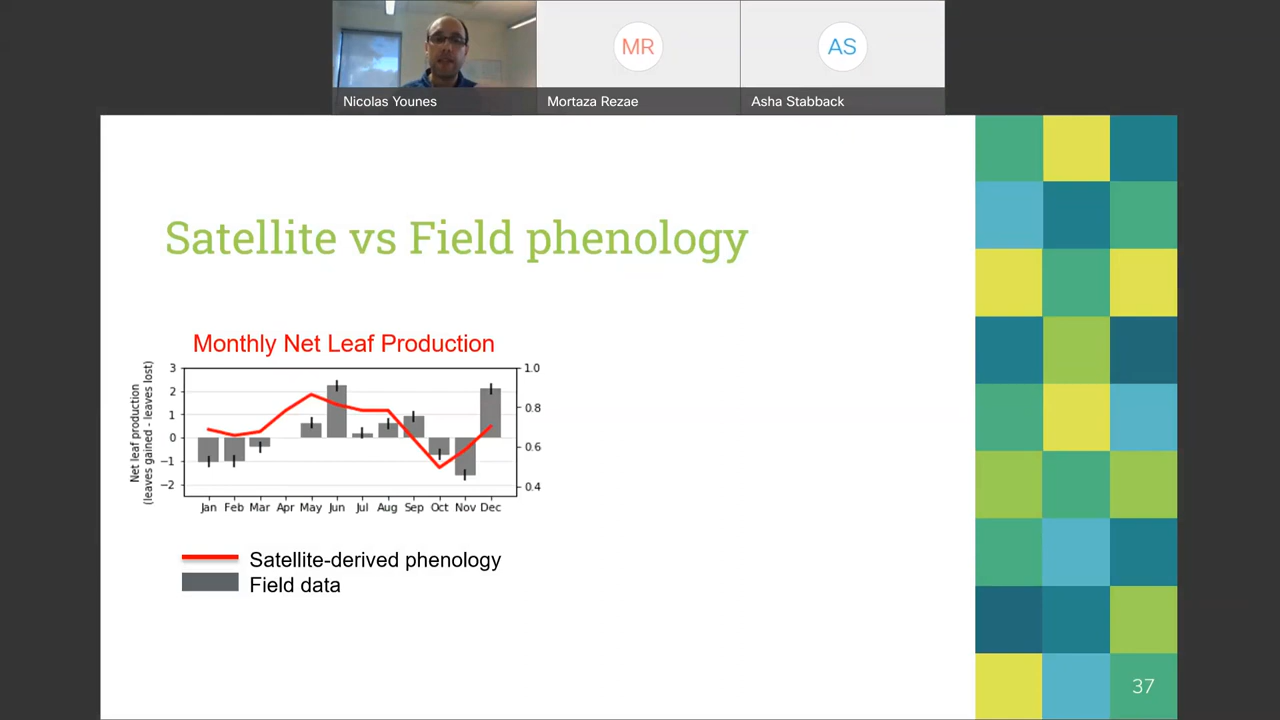 MR
AS
Nicolas Younes
Mortaza Rezae
Asha Stabback
Satellite vs Field phenology
Monthly Net Leaf Production
Net leaf production
(leaves gained - leaves lost)
3
2
1
0
−1
−2
1.0
0.8
0.6
0.4
Jan Feb Mar Apr May Jun Jul Aug Sep Oct Nov Dec
Satellite-derived phenology
Field data
37